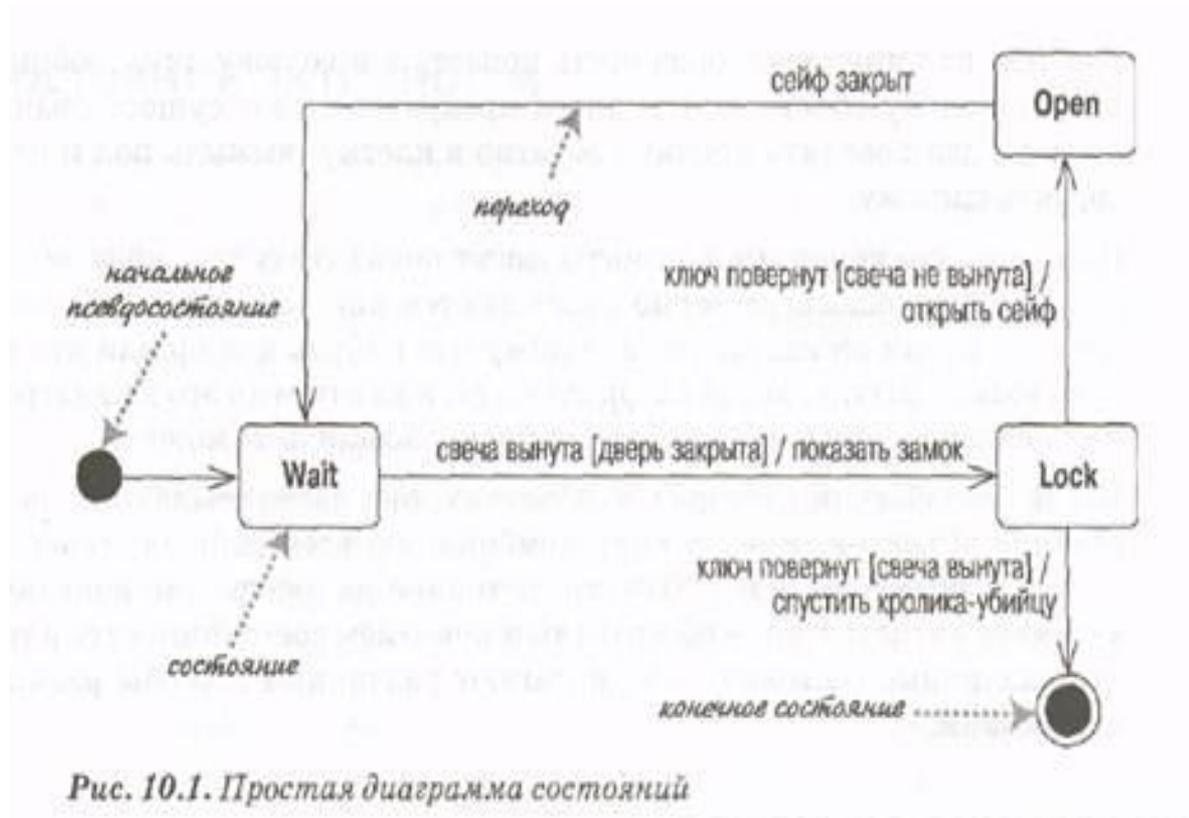 сейф закрыт
Open
переход
начальное
псевдосостояние
ключ повернут [свеча не вынута] /
открыть сейф
Wait
свеча вынута [дверь закрыта] / показать замок
Lock
ключ повернут [свеча вынута] /
спустить кролика-убийцу
состояние
конечное состояние
Рис. 10.1. Простая диаграмма состояний